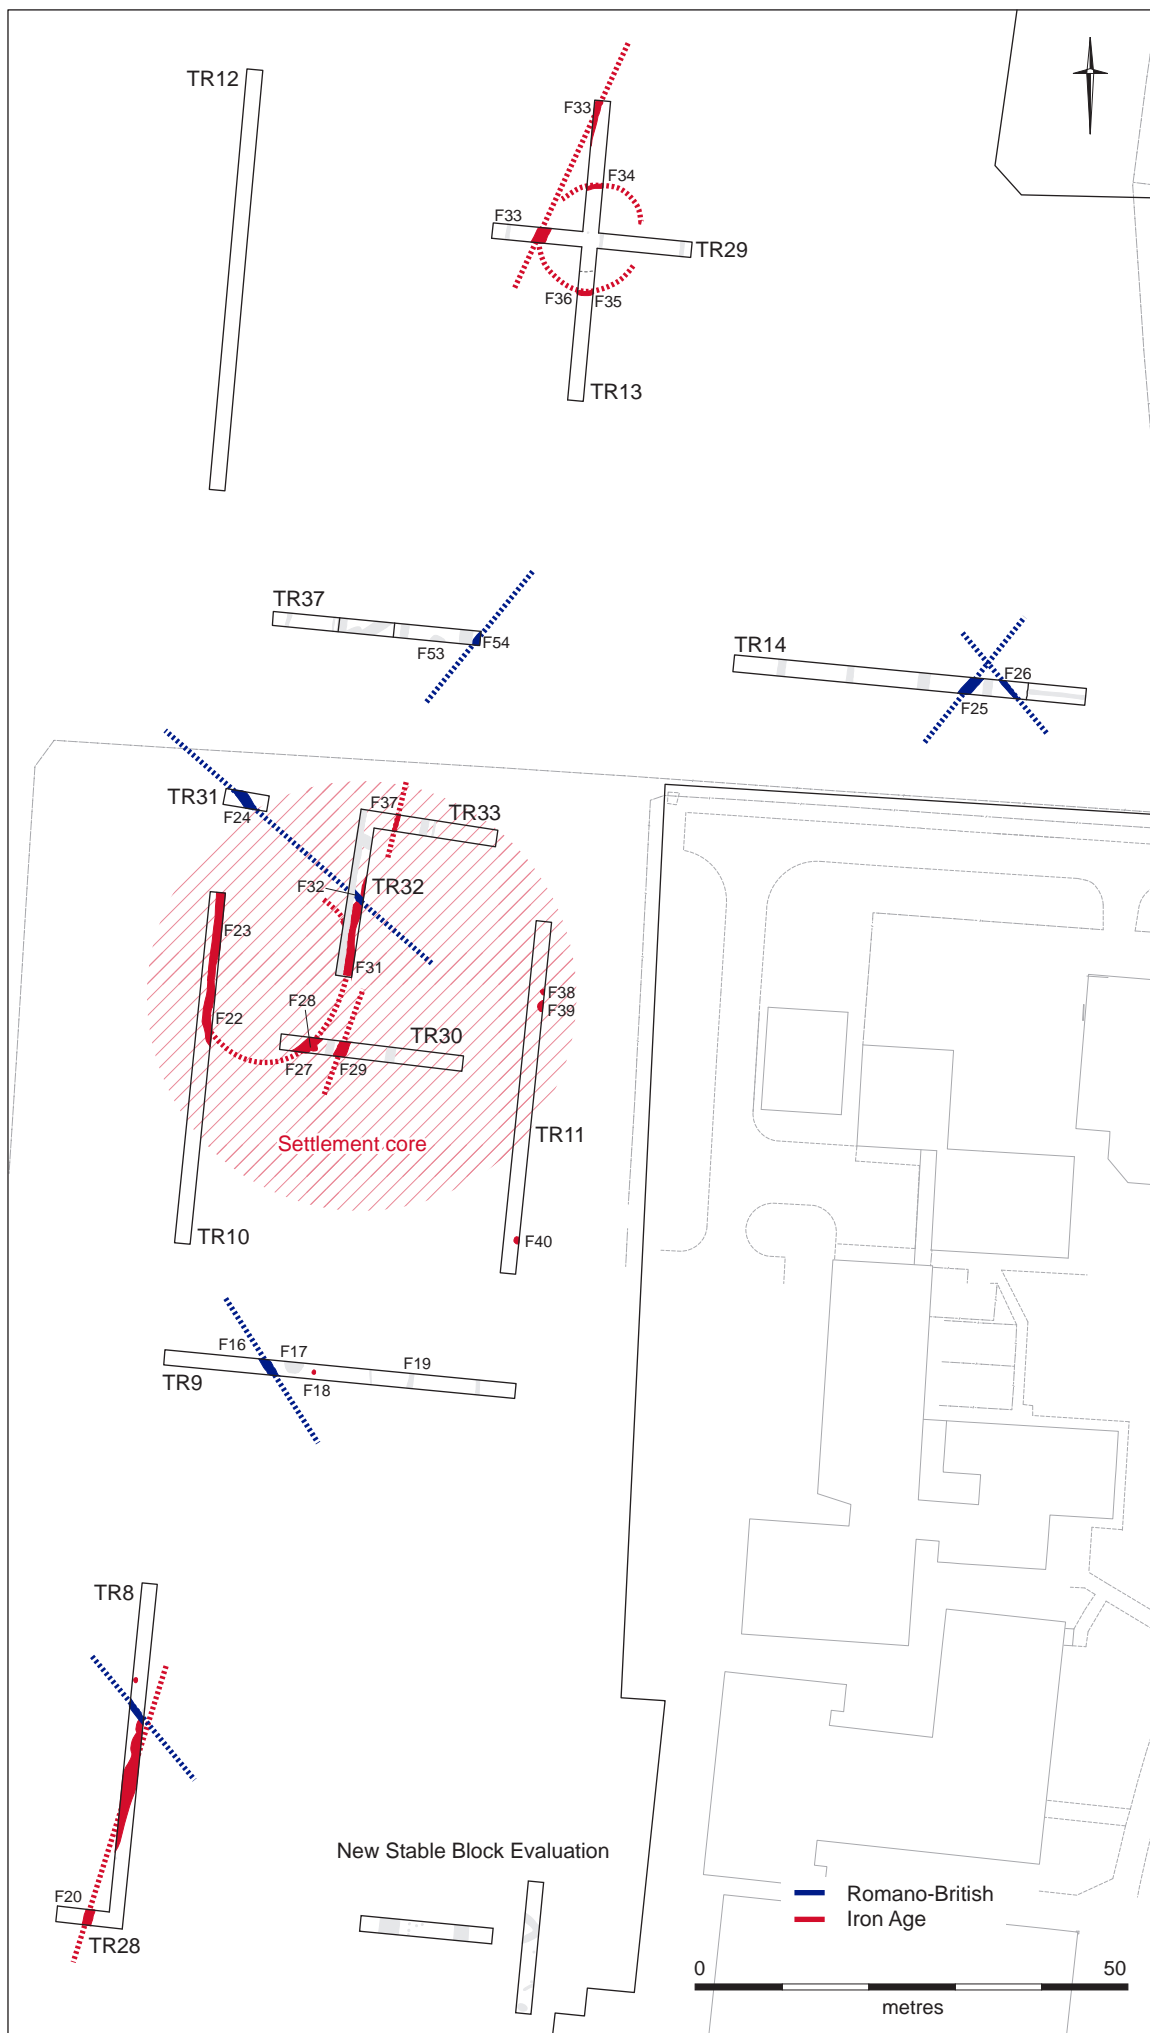 TR12
F33
F34
F33
TR29
F36
F35
TR13
TR37
F53
F54
TR14
F26
F25
TR31
F24
F37
TR33
F32
TR32
F23
F31
F38
F28
F39
F22
TR30
F27
F29
TR11
Settlement core
TR10
F40
F16
F17
F19
TR9
F18
TR8
New Stable Block Evaluation
F20
Romano-British
Iron Age
TR28
0
50
metres